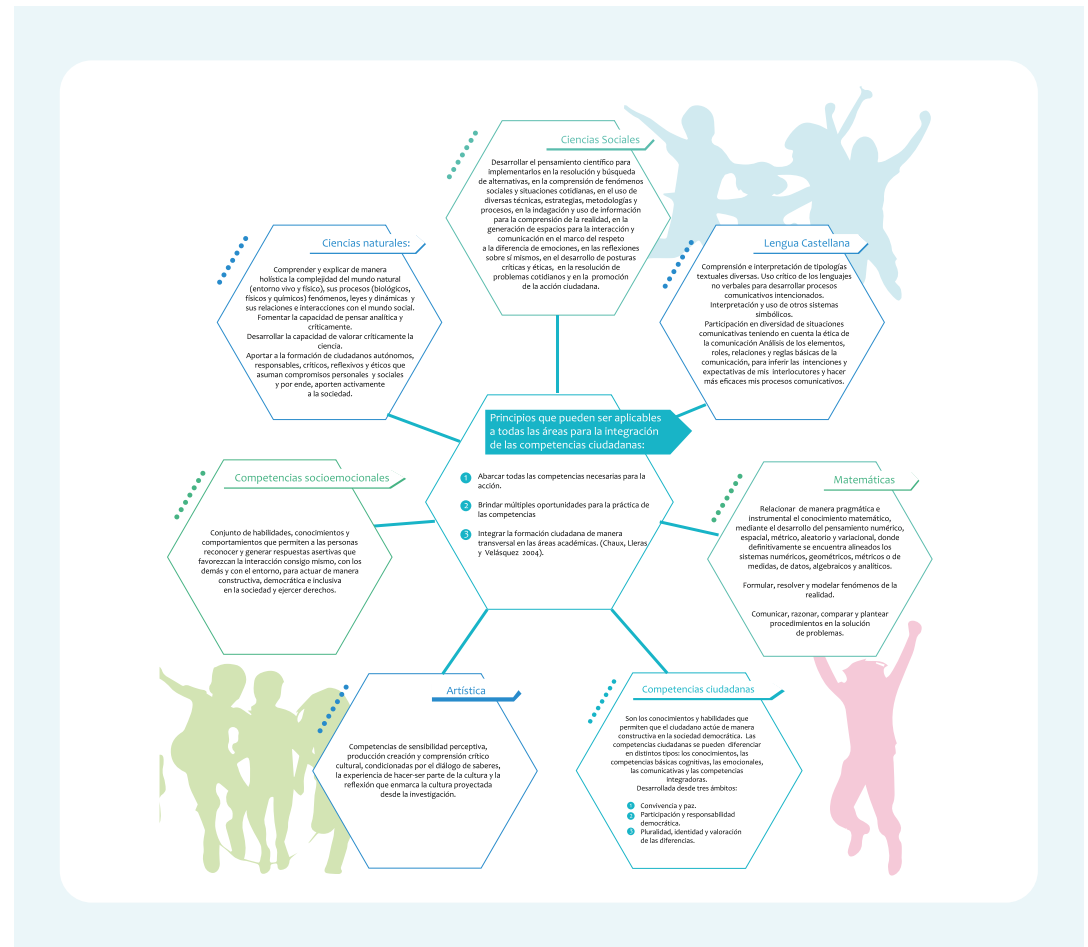 Ciencias Sociales
Desarrollar el pensamiento científico para
implementarlos en la resolución y búsqueda
de alternativas, en la comprensión de fenómenos
sociales y situaciones cotidianas, en el uso de
diversas técnicas, estrategias, metodologías y
procesos, en la indagación y uso de información
para la comprensión de la realidad, en la
generación de espacios para la interacción y
comunicación en el marco del respeto
a la diferencia de emociones, en las reflexiones
sobre sí mismos, en el desarrollo de posturas
críticas y éticas,  en la resolución de
problemas cotidianos y en la  promoción
de la acción ciudadana.
Ciencias naturales:
Comprender y explicar de manera
holística la complejidad del mundo natural
(entorno vivo y físico), sus procesos (biológicos,
físicos y químicos) fenómenos, leyes y dinámicas  y
sus relaciones e interacciones con el mundo social.
Fomentar la capacidad de pensar analítica y
críticamente.
Desarrollar la capacidad de valorar críticamente la
ciencia.
Aportar a la formación de ciudadanos autónomos,
responsables, críticos, reflexivos y éticos que
asuman compromisos personales  y sociales
y por ende, aporten activamente
a la sociedad.
Lengua Castellana
Comprensión e interpretación de tipologías
textuales diversas. Uso crítico de los lenguajes
no verbales para desarrollar procesos
comunicativos intencionados.
Interpretación y uso de otros sistemas
simbólicos.
Participación en diversidad de situaciones
comunicativas teniendo en cuenta la ética de
la comunicación Análisis de los elementos,
roles, relaciones y reglas básicas de la
comunicación, para inferir las  intenciones y
expectativas de mis  interlocutores y hacer
más eficaces mis procesos comunicativos.
Principios que pueden ser aplicables
a todas las áreas para la integración
de las competencias ciudadanas:
1 Abarcar todas las competencias necesarias para la
acción.
2 Brindar múltiples oportunidades para la práctica de
las competencias
3 Integrar la formación ciudadana de manera
transversal en las áreas académicas. (Chaux, Lleras
y  Velásquez  2004).
Competencias socioemocionales
Conjunto de habilidades, conocimientos y
comportamientos que permiten a las personas
reconocer y generar respuestas asertivas que
favorezcan la interacción consigo mismo, con los
demás y con el entorno, para actuar de manera
constructiva, democrática e inclusiva
en la sociedad y ejercer derechos.
Matemáticas
Relacionar  de manera pragmática e
instrumental el conocimiento matemático,
mediante el desarrollo del pensamiento numérico,
espacial, métrico, aleatorio y variacional, donde
definitivamente se encuentra alineados los
sistemas numéricos, geométricos, métricos o de
medidas, de datos, algebraicos y analíticos.
Formular, resolver y modelar fenómenos de la
realidad.
Comunicar, razonar, comparar y plantear
procedimientos en la solución
de problemas.
Artística
Competencias de sensibilidad perceptiva,
producción creación y comprensión crítico
cultural, condicionadas por el diálogo de saberes,
la experiencia de hacer-ser parte de la cultura y la
reflexión que enmarca la cultura proyectada
desde la investigación.
Competencias ciudadanas
Son los conocimientos y habilidades que
permiten que el ciudadano actúe de manera
constructiva en la sociedad democrática.  Las
competencias ciudadanas se pueden  diferenciar
en distintos tipos: los conocimientos, las
competencias básicas cognitivas, las emocionales,
las comunicativas y las competencias
integradoras.
Desarrollada desde tres ámbitos:
1 Convivencia y paz.
2 Participación y responsabilidad
democrática.
3 Pluralidad, identidad y valoración
de las diferencias.